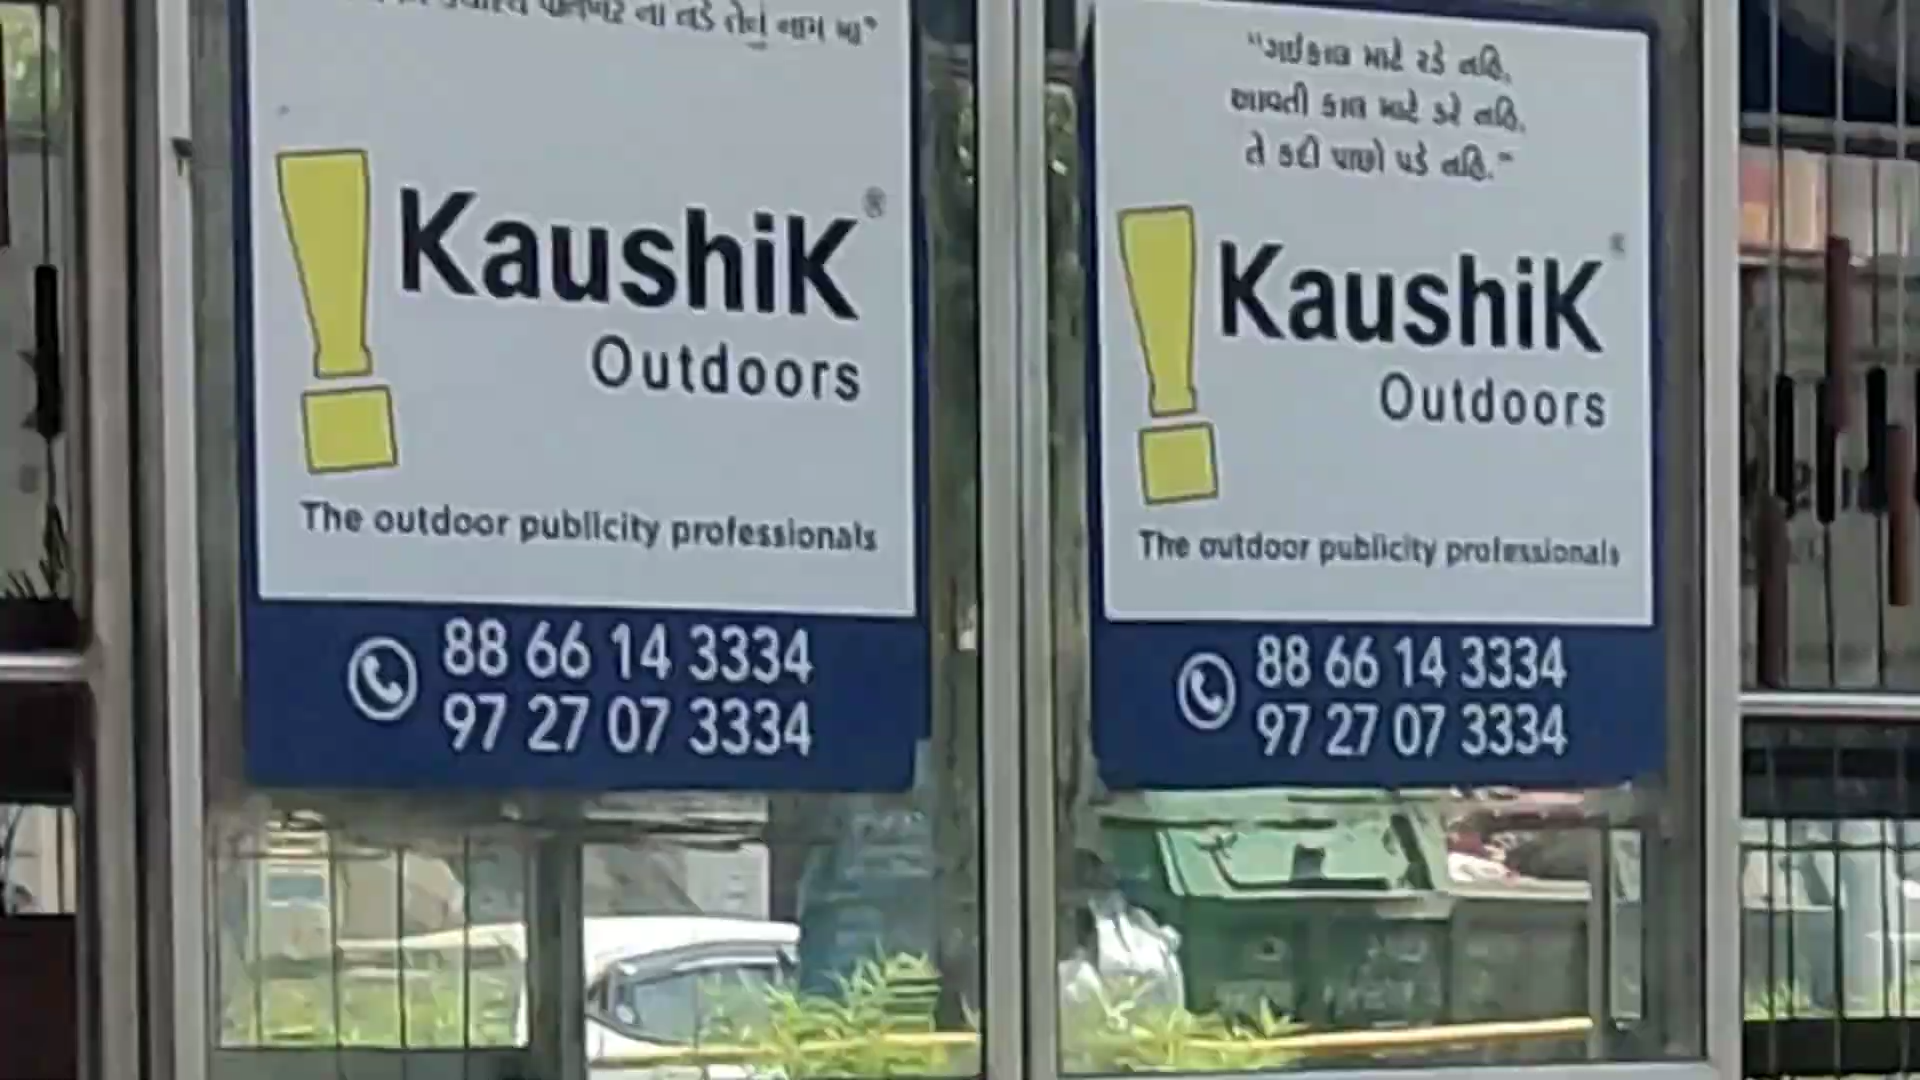 ના નડે તેનું નામ મા"
KaushiK®
Outdoors
The outdoor publicity professionals
88 66 14 3334
97 27 07 3334
"ગઈકાલ માટે રડે નહિ,
આવતી કાલ માટે ડરે નહિ,
તે કદી પાછો પડે નહિ."
KaushiK®
Outdoors
The outdoor publicity professionals
88 66 14 3334
97 27 07 3334